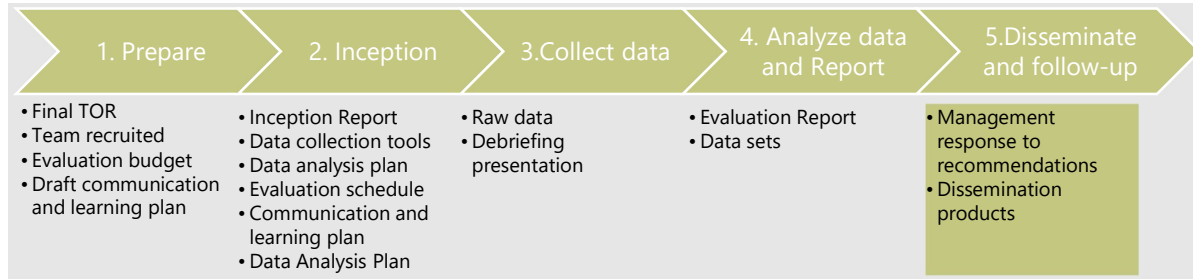 1. Prepare
2. Inception
3.Collect data
4. Analyze data
and Report
5.Disseminate
and follow-up
• Final TOR
• Team recruited
• Evaluation budget
• Draft communication
and learning plan
• Inception Report
• Data collection tools
• Data analysis plan
• Evaluation schedule
• Communication and
learning plan
• Data Analysis Plan
• Raw data
• Debriefing
presentation
• Evaluation Report
• Data sets
• Management
response to
recommendations
• Dissemination
products